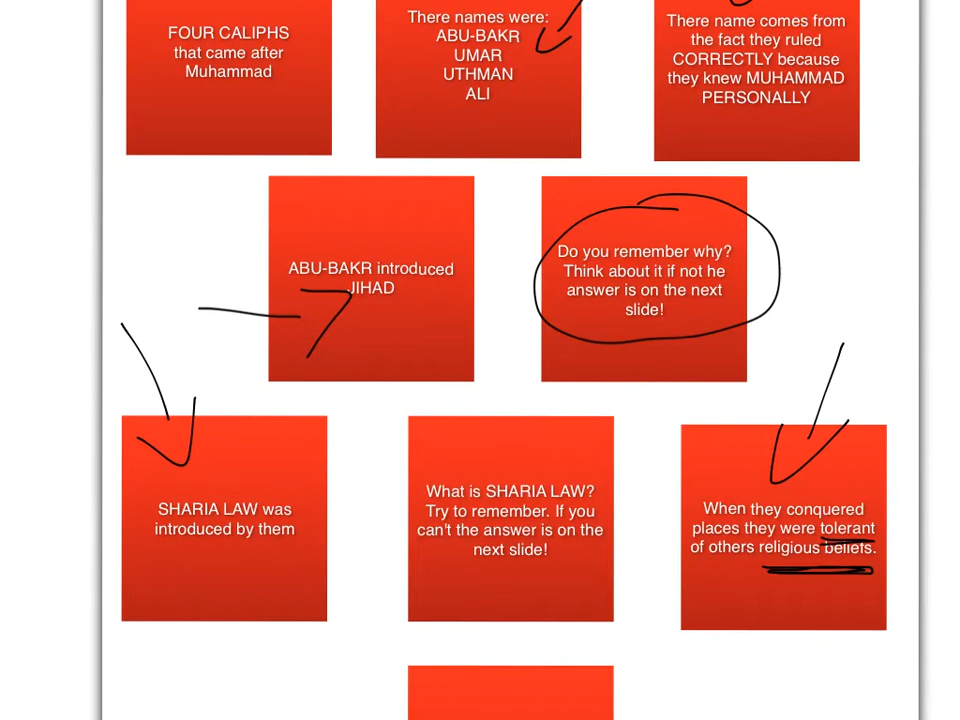 FOUR CALIPHS
that came after
Muhammad
There names were:
ABU-BAKR
UMAR
UTHMAN
ALI
There name comes from
the fact they ruled
CORRECTLY because
they knew MUHAMMAD
PERSONALLY
ABU-BAKR introduced
JIHAD
Do you remember why?
Think about it if not he
answer is on the next
slide!
SHARIA LAW was
introduced by them
What is SHARIA LAW?
Try to remember. If you
can't the answer is on the
next slide!
When they conquered
places they were tolerant
of others religious beliefs.